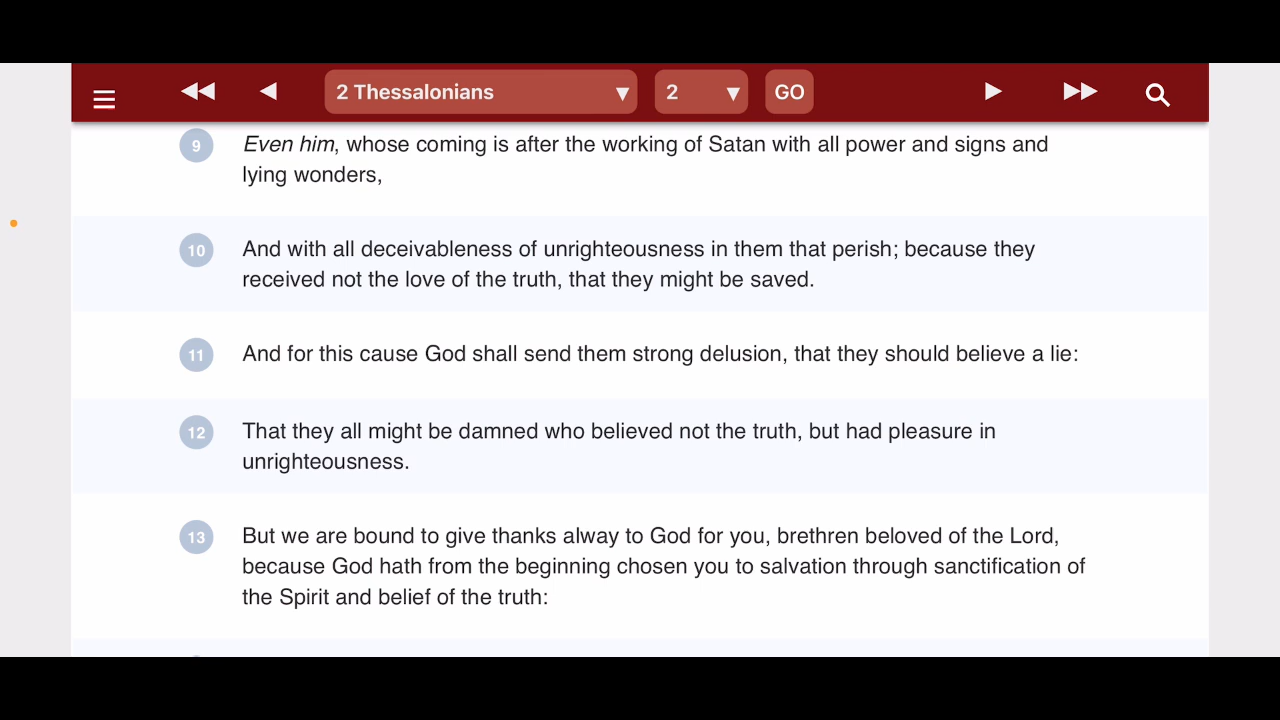 2 Thessalonians
2
GO
9
Even him, whose coming is after the working of Satan with all power and signs and
lying wonders,
10
And with all deceivableness of unrighteousness in them that perish; because they
received not the love of the truth, that they might be saved.
11
And for this cause God shall send them strong delusion, that they should believe a lie:
12
That they all might be damned who believed not the truth, but had pleasure in
unrighteousness.
13
But we are bound to give thanks alway to God for you, brethren beloved of the Lord,
because God hath from the beginning chosen you to salvation through sanctification of
the Spirit and belief of the truth: